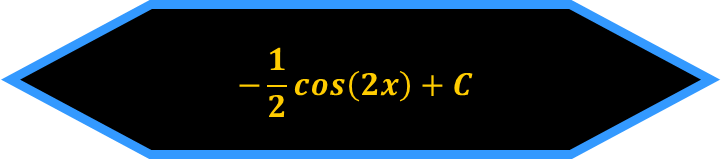 −1/2 cos(2x) + C